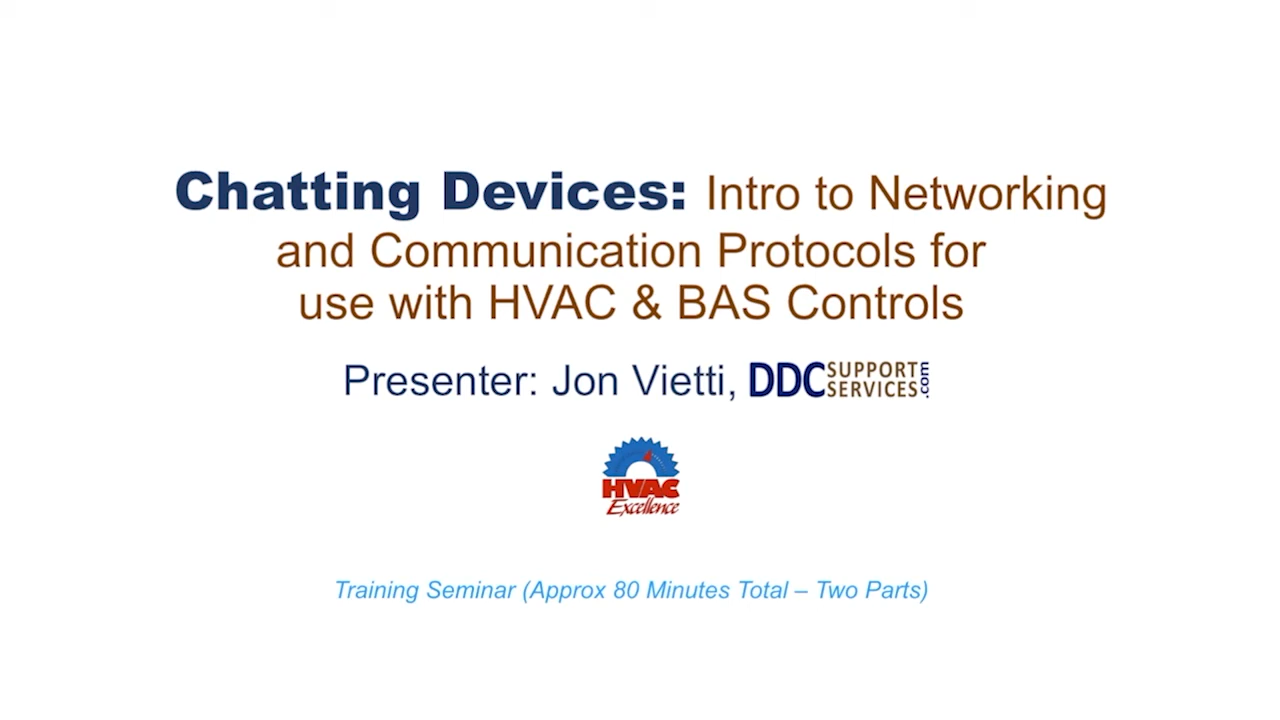 Chatting Devices: Intro to Networking
and Communication Protocols for
use with HVAC & BAS Controls
Presenter: Jon Vietti, DDC SUPPORT SERVICES .com
HVAC
Excellence
Training Seminar (Approx 80 Minutes Total – Two Parts)